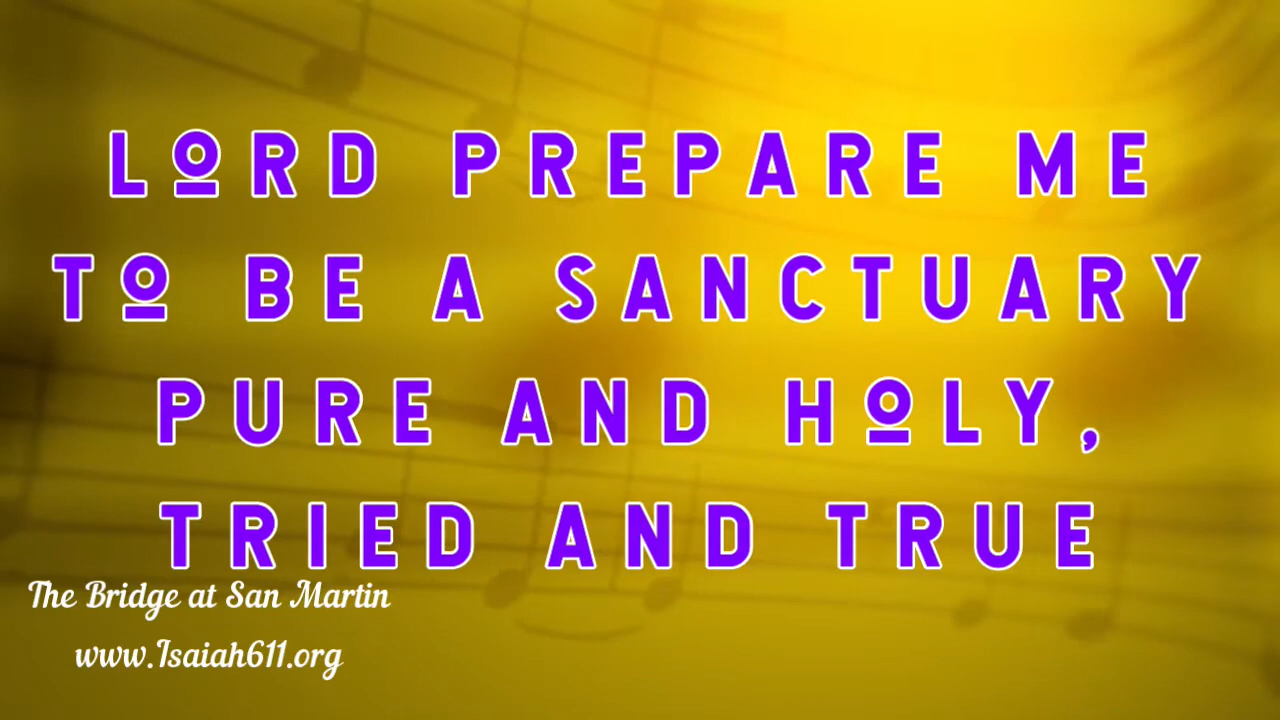 LORD PREPARE ME
TO BE A SANCTUARY
PURE AND HOLY,
TRIED AND TRUE
The Bridge at San Martin
www.Isaiah611.org